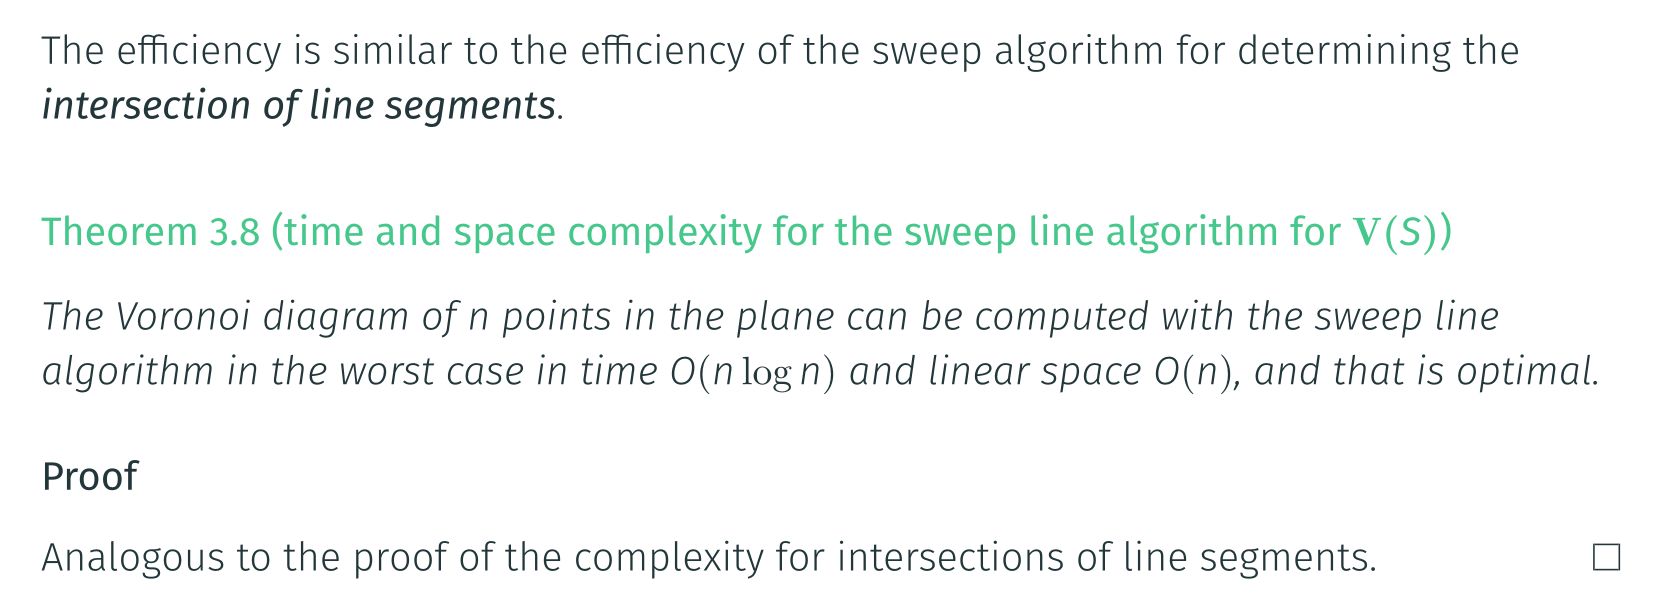 The efficiency is similar to the efficiency of the sweep algorithm for determining the
intersection of line segments.
Theorem 3.8 (time and space complexity for the sweep line algorithm for V(S))
The Voronoi diagram of n points in the plane can be computed with the sweep line
algorithm in the worst case in time O(n log n) and linear space O(n), and that is optimal.
Proof
Analogous to the proof of the complexity for intersections of line segments. □